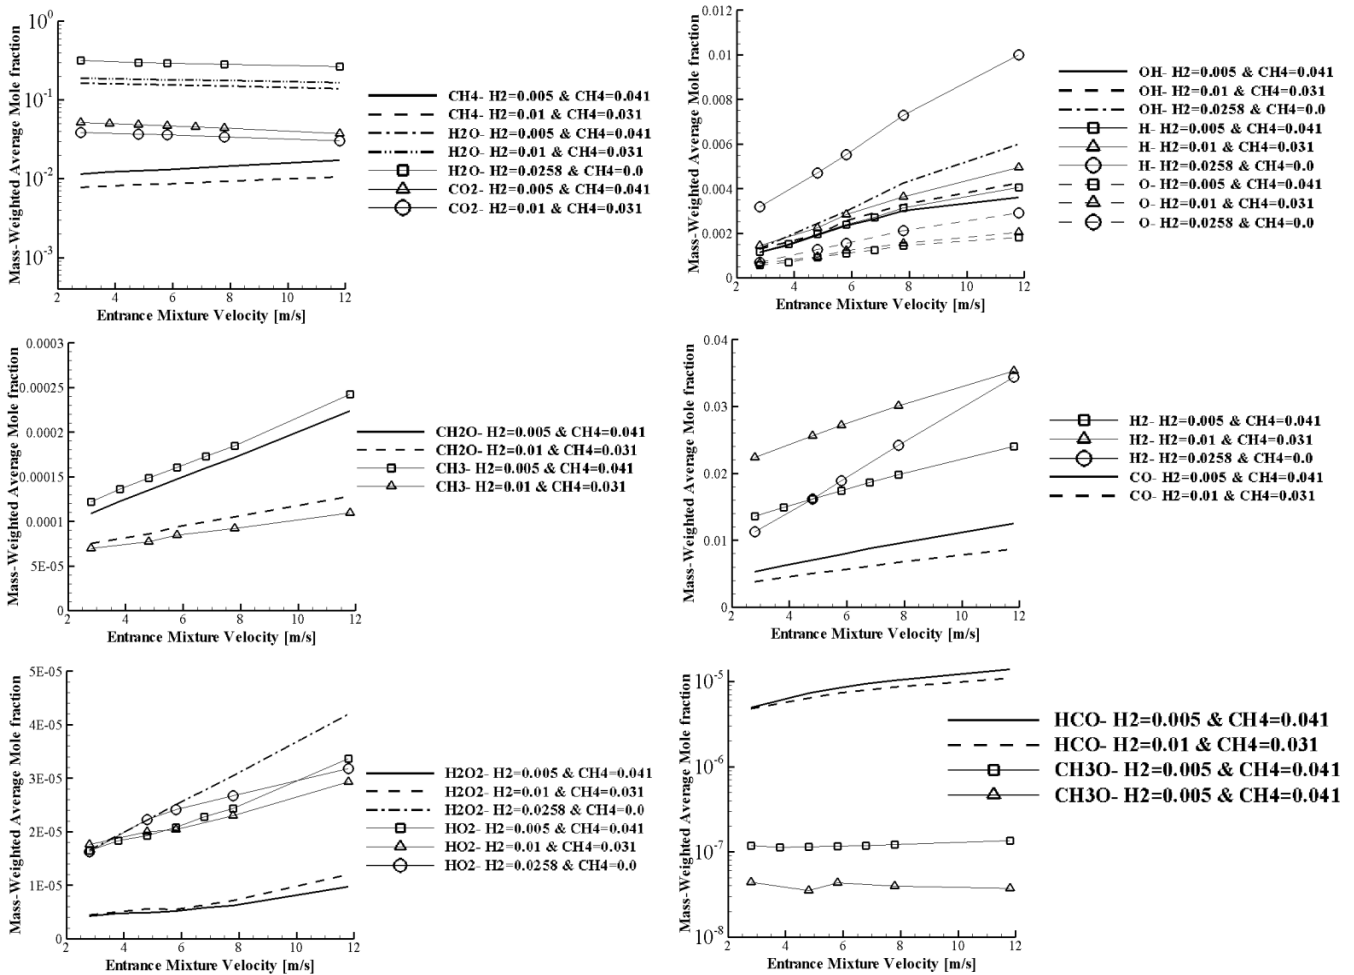 Mass-Weighted Average Mole fraction
10^0
10^-1
10^-2
10^-3
2 4 6 8 10 12
Entrance Mixture Velocity [m/s]
CH4- H2=0.005 & CH4=0.041
CH4- H2=0.01 & CH4=0.031
H2O- H2=0.005 & CH4=0.041
H2O- H2=0.01 & CH4=0.031
H2O- H2=0.0258 & CH4=0.0
CO2- H2=0.005 & CH4=0.041
CO2- H2=0.01 & CH4=0.031
Mass-Weighted Average Mole fraction
0.012
0.01
0.008
0.006
0.004
0.002
0
2 4 6 8 10 12
Entrance Mixture Velocity [m/s]
OH- H2=0.005 & CH4=0.041
OH- H2=0.01 & CH4=0.031
OH- H2=0.0258 & CH4=0.0
H- H2=0.005 & CH4=0.041
H- H2=0.01 & CH4=0.031
H- H2=0.0258 & CH4=0.0
O- H2=0.005 & CH4=0.041
O- H2=0.01 & CH4=0.031
O- H2=0.0258 & CH4=0.0
Mass-Weighted Average Mole fraction
0.0003
0.00025
0.0002
0.00015
0.0001
5E-05
0
2 4 6 8 10 12
Entrance Mixture Velocity [m/s]
CH2O- H2=0.005 & CH4=0.041
CH2O- H2=0.01 & CH4=0.031
CH3- H2=0.005 & CH4=0.041
CH3- H2=0.01 & CH4=0.031
Mass-Weighted Average Mole fraction
0.04
0.03
0.02
0.01
0
2 4 6 8 10 12
Entrance Mixture Velocity [m/s]
H2- H2=0.005 & CH4=0.041
H2- H2=0.01 & CH4=0.031
H2- H2=0.0258 & CH4=0.0
CO- H2=0.005 & CH4=0.041
CO- H2=0.01 & CH4=0.031
Mass-Weighted Average Mole fraction
5E-05
4E-05
3E-05
2E-05
1E-05
0
2 4 6 8 10 12
Entrance Mixture Velocity [m/s]
H2O2- H2=0.005 & CH4=0.041
H2O2- H2=0.01 & CH4=0.031
H2O2- H2=0.0258 & CH4=0.0
HO2- H2=0.005 & CH4=0.041
HO2- H2=0.01 & CH4=0.031
HO2- H2=0.0258 & CH4=0.0
Mass-Weighted Average Mole fraction
10^-5
10^-6
10^-7
10^-8
2 4 6 8 10 12
Entrance Mixture Velocity [m/s]
HCO- H2=0.005 & CH4=0.041
HCO- H2=0.01 & CH4=0.031
CH3O- H2=0.005 & CH4=0.041
CH3O- H2=0.005 & CH4=0.041